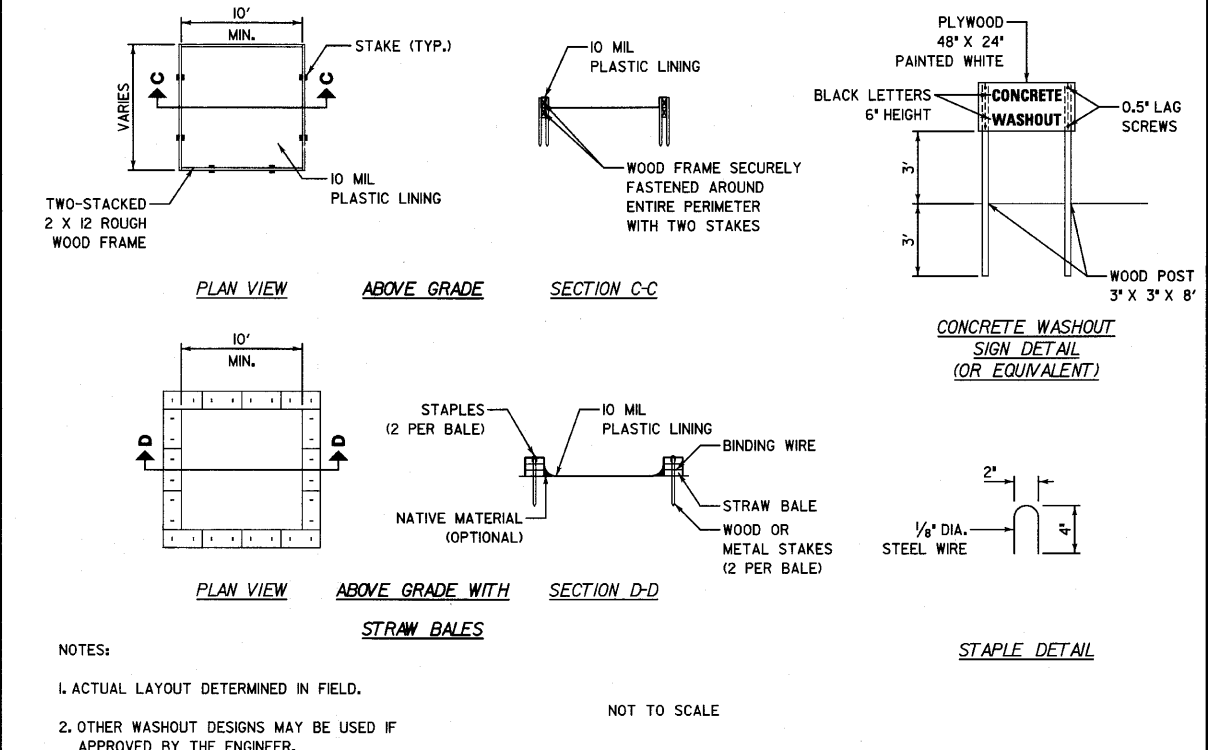 10'
MIN.
STAKE (TYP.)
C
C
VARIES
10 MIL
PLASTIC LINING
TWO-STACKED
2 X 12 ROUGH
WOOD FRAME
PLAN VIEW
ABOVE GRADE
10 MIL
PLASTIC LINING
WOOD FRAME SECURELY
FASTENED AROUND
ENTIRE PERIMETER
WITH TWO STAKES
SECTION C-C
PLYWOOD
48" X 24"
PAINTED WHITE
BLACK LETTERS
6" HEIGHT
CONCRETE
WASHOUT
0.5" LAG
SCREWS
3'
3'
WOOD POST
3" X 3" X 8'
CONCRETE WASHOUT
SIGN DETAIL
(OR EQUIVALENT)
10'
MIN.
D
D
PLAN VIEW
ABOVE GRADE WITH
STRAW BALES
STAPLES
(2 PER BALE)
10 MIL
PLASTIC LINING
BINDING WIRE
NATIVE MATERIAL
(OPTIONAL)
STRAW BALE
WOOD OR
METAL STAKES
(2 PER BALE)
SECTION D-D
2"
1/8" DIA.
STEEL WIRE
4"
STAPLE DETAIL
NOTES:
1. ACTUAL LAYOUT DETERMINED IN FIELD.
2. OTHER WASHOUT DESIGNS MAY BE USED IF
APPROVED BY THE ENGINEER.
NOT TO SCALE